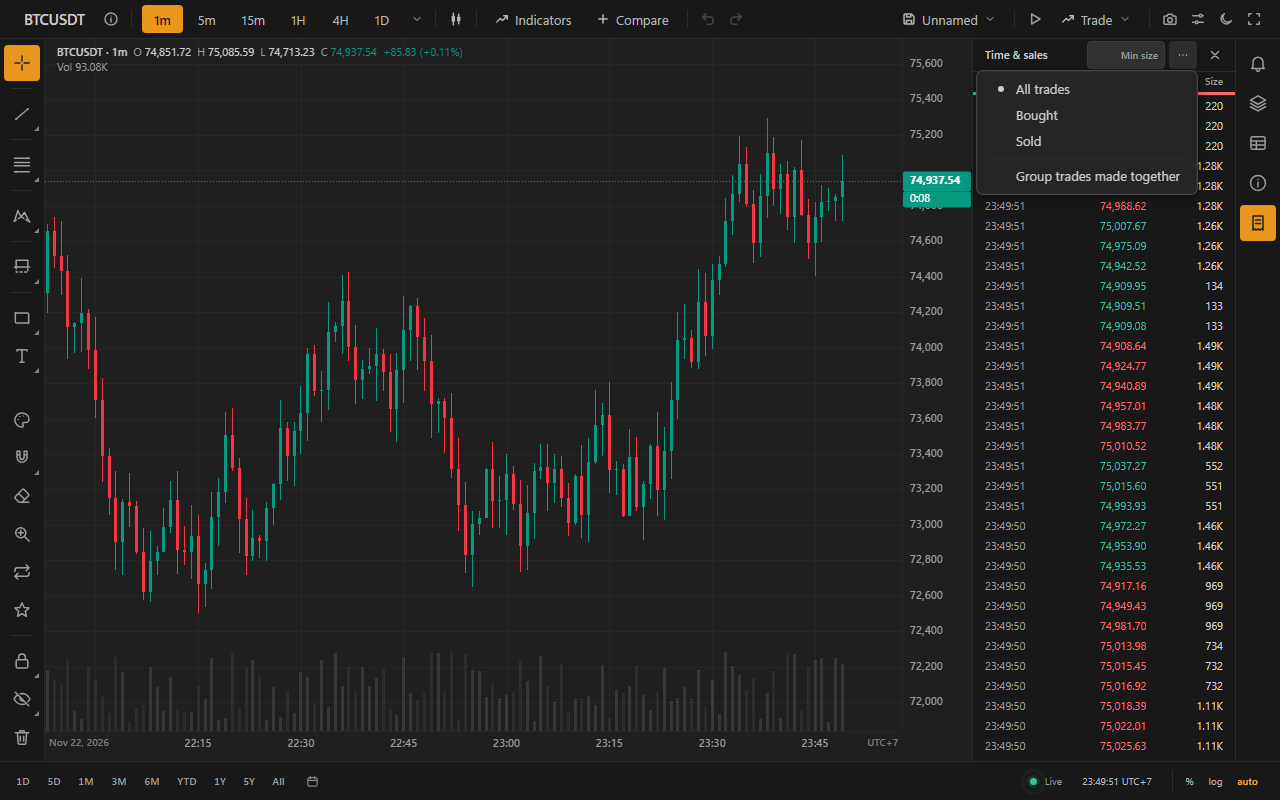 BTCUSDT 1m 5m 15m 1H 4H 1D Indicators Compare Unnamed Trade
BTCUSDT · 1m O 74,851.72 H 75,085.59 L 74,713.23 C 74,937.54 +85.83 (+0.11%)
Vol 93.08K
75,600
75,400
75,200
74,937.54
0:08
74,600
74,400
74,200
74,000
73,800
73,600
73,400
73,200
73,000
72,800
72,600
72,400
72,200
72,000
Nov 22, 2026 22:15 22:30 22:45 23:00 23:15 23:30 23:45 UTC+7
Time & sales Min size
Size
All trades
Bought
Sold
Group trades made together
220
220
220
1.28K
1.28K
23:49:51 74,988.62 1.28K
23:49:51 75,007.67 1.26K
23:49:51 74,975.09 1.26K
23:49:51 74,942.52 1.26K
23:49:51 74,909.95 134
23:49:51 74,909.51 133
23:49:51 74,909.08 133
23:49:51 74,908.64 1.49K
23:49:51 74,924.77 1.49K
23:49:51 74,940.89 1.49K
23:49:51 74,957.01 1.48K
23:49:51 74,983.77 1.48K
23:49:51 75,010.52 1.48K
23:49:51 75,037.27 552
23:49:51 75,015.60 551
23:49:51 74,993.93 551
23:49:50 74,972.27 1.46K
23:49:50 74,953.90 1.46K
23:49:50 74,935.53 1.46K
23:49:50 74,917.16 969
23:49:50 74,949.43 969
23:49:50 74,981.70 969
23:49:50 75,013.98 734
23:49:50 75,015.45 732
23:49:50 75,016.92 732
23:49:50 75,018.39 1.11K
23:49:50 75,022.01 1.11K
23:49:50 75,025.63 1.11K
1D 5D 1M 3M 6M YTD 1Y 5Y All Live 23:49:51 UTC+7 % log auto